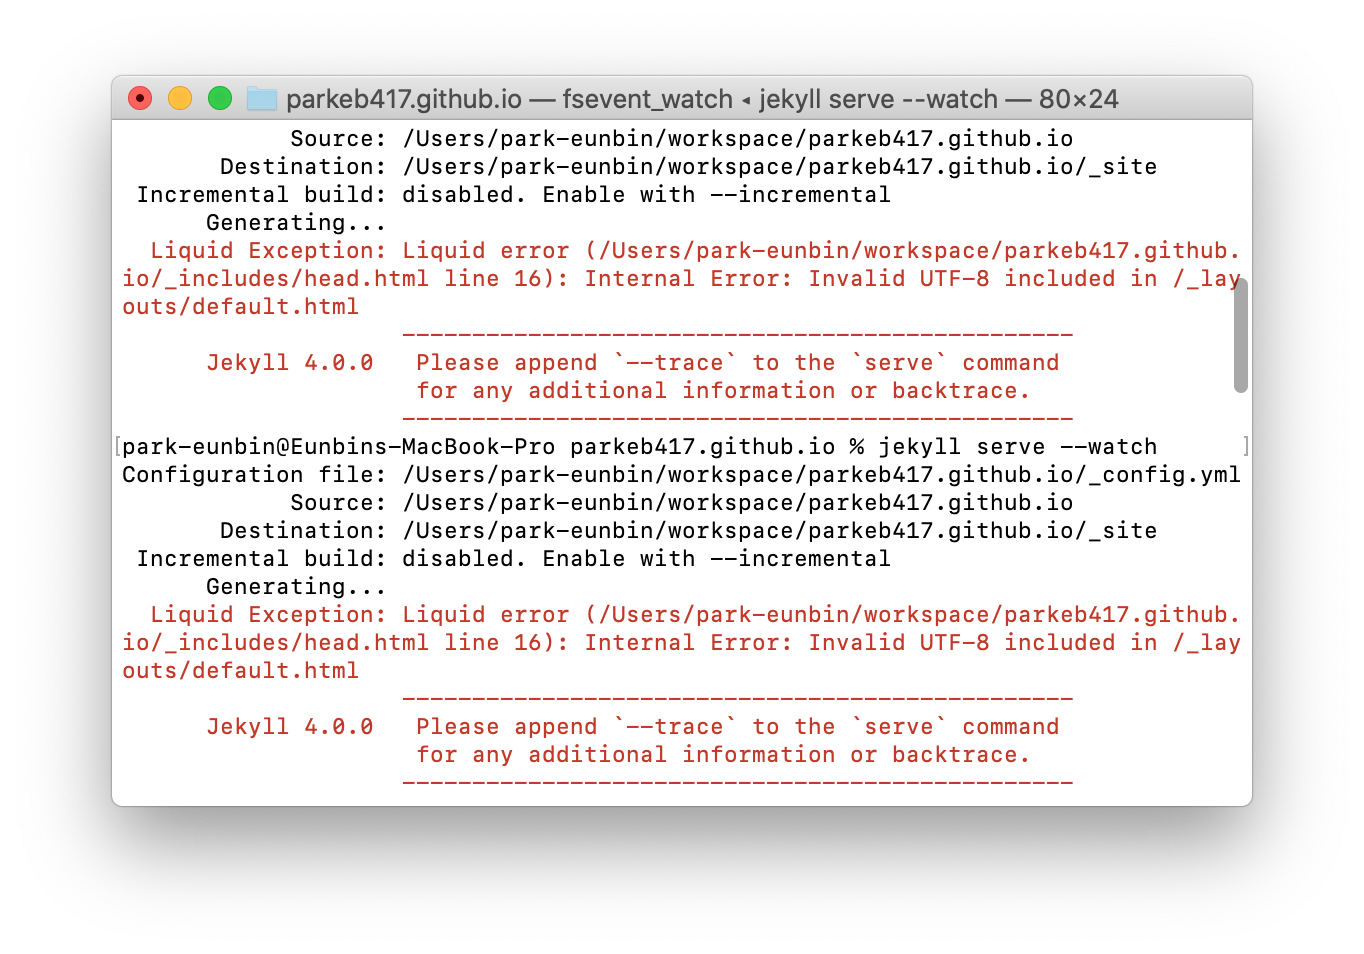 parkeb417.github.io — fsevent_watch ◂ jekyll serve --watch — 80×24
Source: /Users/park-eunbin/workspace/parkeb417.github.io
Destination: /Users/park-eunbin/workspace/parkeb417.github.io/_site
Incremental build: disabled. Enable with --incremental
Generating...
Liquid Exception: Liquid error (/Users/park-eunbin/workspace/parkeb417.github.
io/_includes/head.html line 16): Internal Error: Invalid UTF-8 included in /_lay
outs/default.html
------------------------------------------------
Jekyll 4.0.0   Please append `--trace` to the `serve` command
for any additional information or backtrace.
------------------------------------------------
[park-eunbin@Eunbins-MacBook-Pro parkeb417.github.io % jekyll serve --watch ]
Configuration file: /Users/park-eunbin/workspace/parkeb417.github.io/_config.yml
Source: /Users/park-eunbin/workspace/parkeb417.github.io
Destination: /Users/park-eunbin/workspace/parkeb417.github.io/_site
Incremental build: disabled. Enable with --incremental
Generating...
Liquid Exception: Liquid error (/Users/park-eunbin/workspace/parkeb417.github.
io/_includes/head.html line 16): Internal Error: Invalid UTF-8 included in /_lay
outs/default.html
------------------------------------------------
Jekyll 4.0.0   Please append `--trace` to the `serve` command
for any additional information or backtrace.
------------------------------------------------